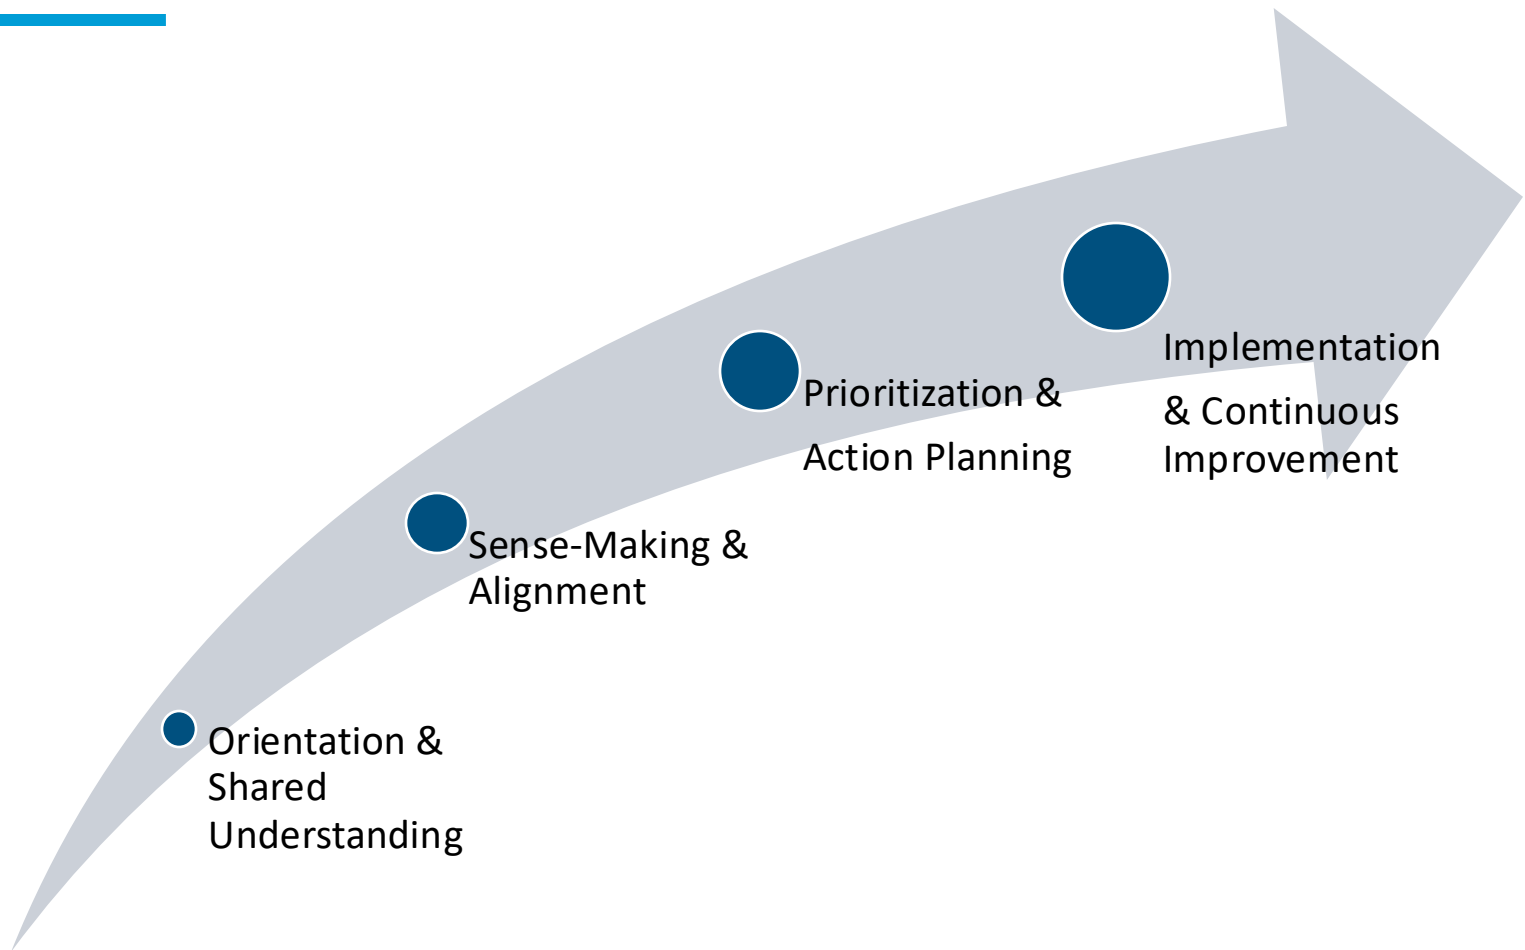 Orientation &
Shared
Understanding
Sense-Making &
Alignment
Prioritization &
Action Planning
Implementation
& Continuous
Improvement